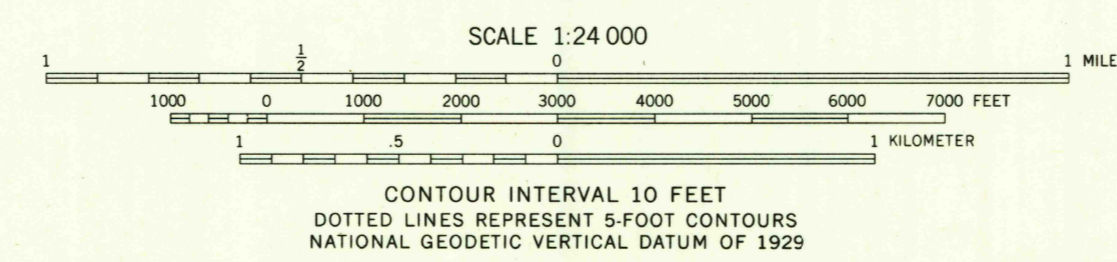 SCALE 1:24 000
1 1/2 0 1 MILE
1000 0 1000 2000 3000 4000 5000 6000 7000 FEET
1 .5 0 1 KILOMETER
CONTOUR INTERVAL 10 FEET
DOTTED LINES REPRESENT 5-FOOT CONTOURS
NATIONAL GEODETIC VERTICAL DATUM OF 1929